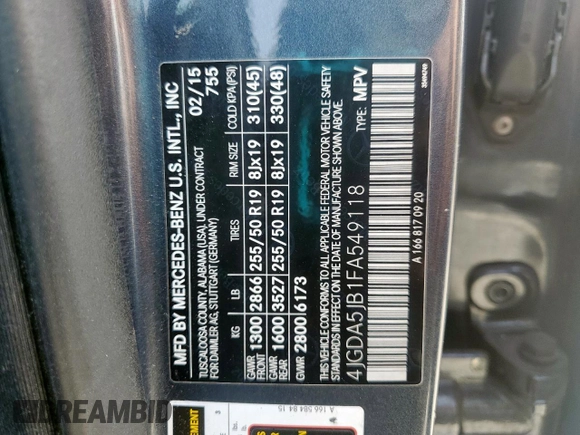 MFD BY MERCEDES-BENZ U.S. INTL., INC
TUSCALOOSA COUNTY, ALABAMA (USA), UNDER CONTRACT
FOR DAIMLER AG, STUTTGART (GERMANY)
02/15
755
KG LB TIRES RIM SIZE COLD KPA(PSI)
GAWR FRONT 1300 2866 255/50 R19 8Jx19 310(45)
GAWR REAR 1600 3527 255/50 R19 8Jx19 330(48)
GVWR 2800 6173
THIS VEHICLE CONFORMS TO ALL APPLICABLE FEDERAL MOTOR VEHICLE SAFETY
STANDARDS IN EFFECT ON THE DATE OF MANUFACTURE SHOWN ABOVE.
4JGDA5JB1FA549118 TYPE: MPV
A 166 817 09 20
A 166 584 84 15
DREAMBID